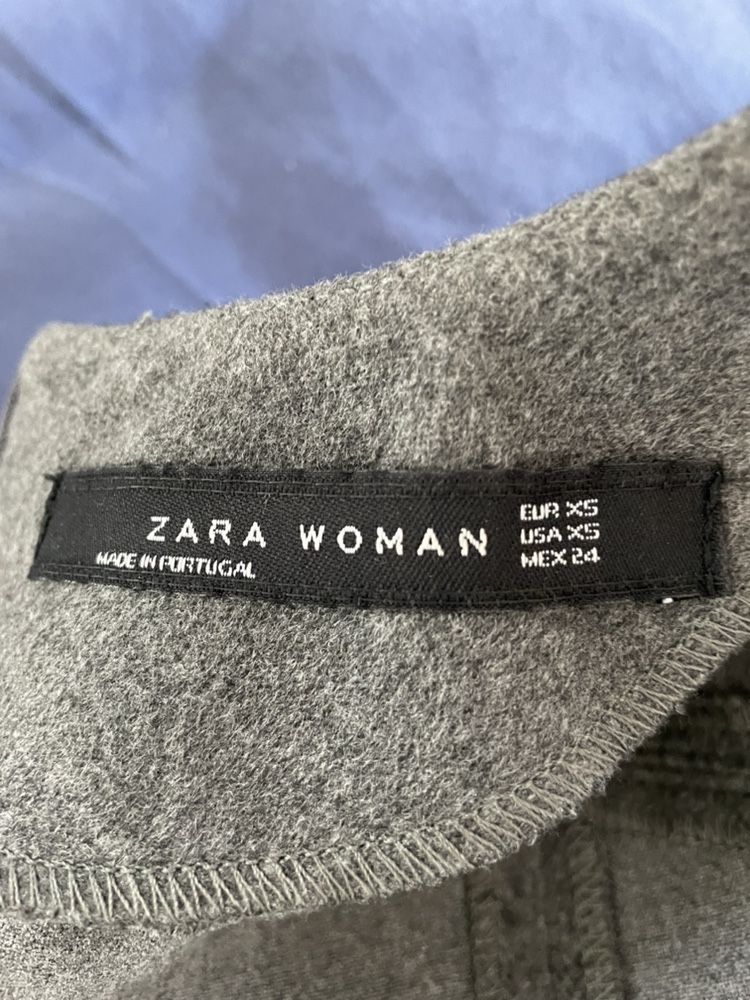 ZARA WOMAN
MADE IN PORTUGAL
EUR XS
USA XS
MEX 24